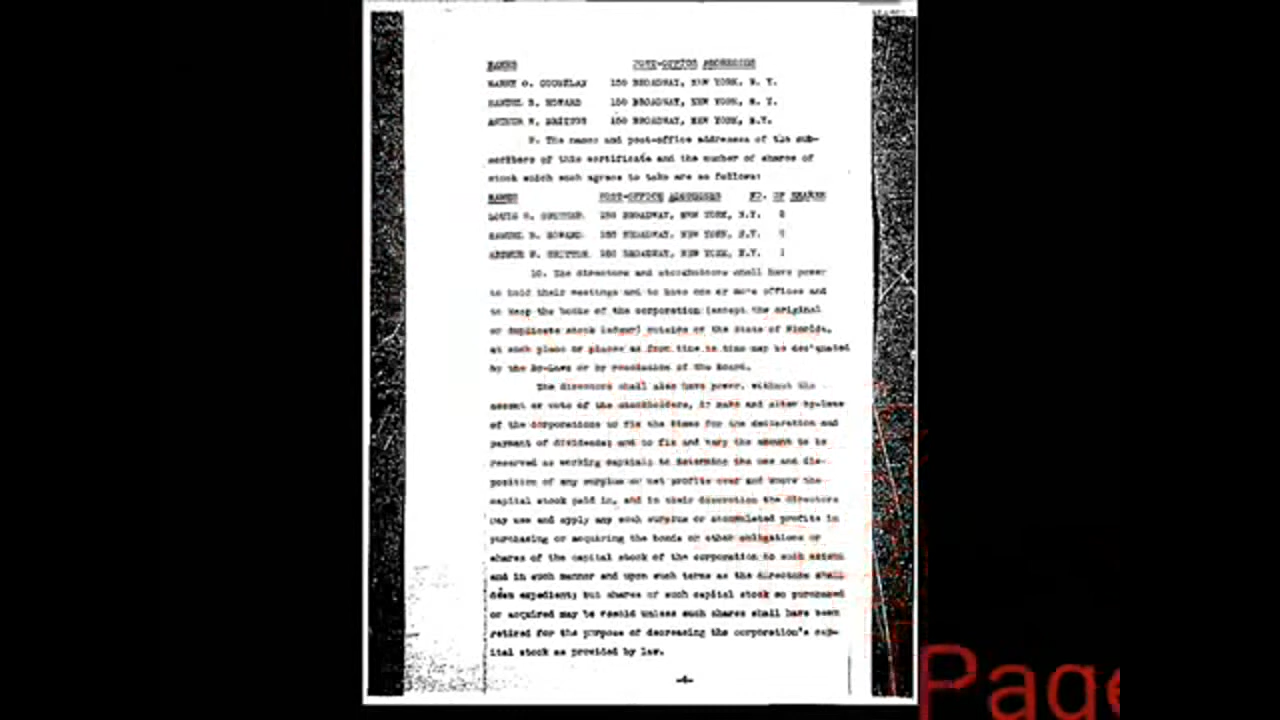 NAMES POST-OFFICE ADDRESSES
HARRY O. COUGHLAN 150 BROADWAY, NEW YORK, N. Y.
SAMUEL B. HOWARD 150 BROADWAY, NEW YORK, N. Y.
ARTHUR W. BRITTON 150 BROADWAY, NEW YORK, N.Y.
9. The names and post-office addresses of the sub-
scribers of this certificate and the number of shares of
stock which each agrees to take are as follows:
NAMES POST-OFFICE ADDRESSES NO. OF SHARES
LOUIS 150 BROADWAY, NEW YORK, N.Y.
SAMUEL B. HOWARD 150 BROADWAY, NEW YORK, N.Y.
ARTHUR W. BRITTON 150 BROADWAY, NEW YORK, N.Y. 1
10. The directors and stockholders shall have power
to hold their meetings and to have one or more offices and
to keep the books of the corporation (except the original
or duplicate stock ledger) outside of the State of Florida,
at such place or places as from time to time may be designated
by the By-Laws or by resolution of the Board.
The directors shall also have power, without the
assent or vote of the stockholders, to make and alter by-laws
of the corporation; to fix the times for the declaration and
payment of dividends; and to fix and vary the amount to be
reserved as working capital; to determine the use and dis-
position of any surplus or net profits over and above the
capital stock paid in, and in their discretion the directors
may use and apply any such surplus or accumulated profits in
purchasing or acquiring the bonds or other obligations or
shares of the capital stock of the corporation to such extent
and in such manner and upon such terms as the directors shall
deem expedient; but shares of such capital stock so purchased
or acquired may be resold unless such shares shall have been
retired for the purpose of decreasing the corporation's cap-
ital stock as provided by law.
-4-
Page